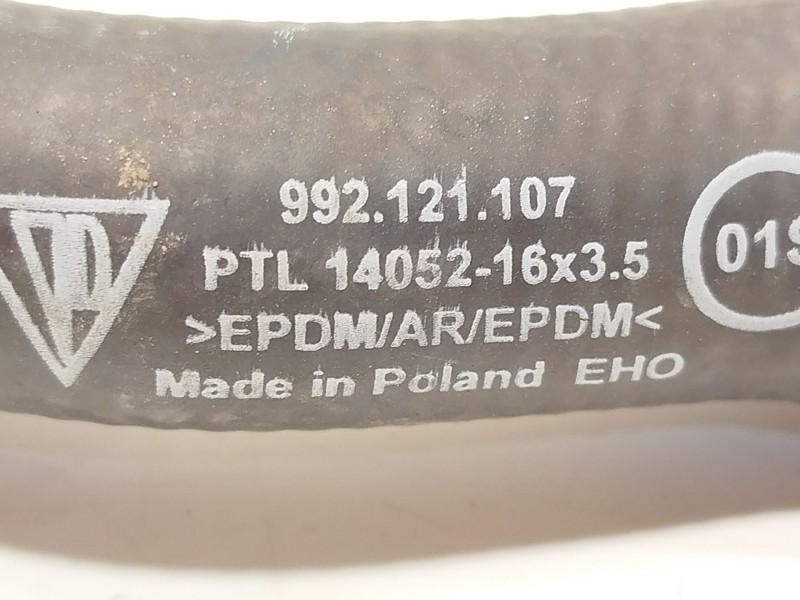 992.121.107
PTL 14052-16x3.5
>EPDM/AR/EPDM<
Made in Poland EHO